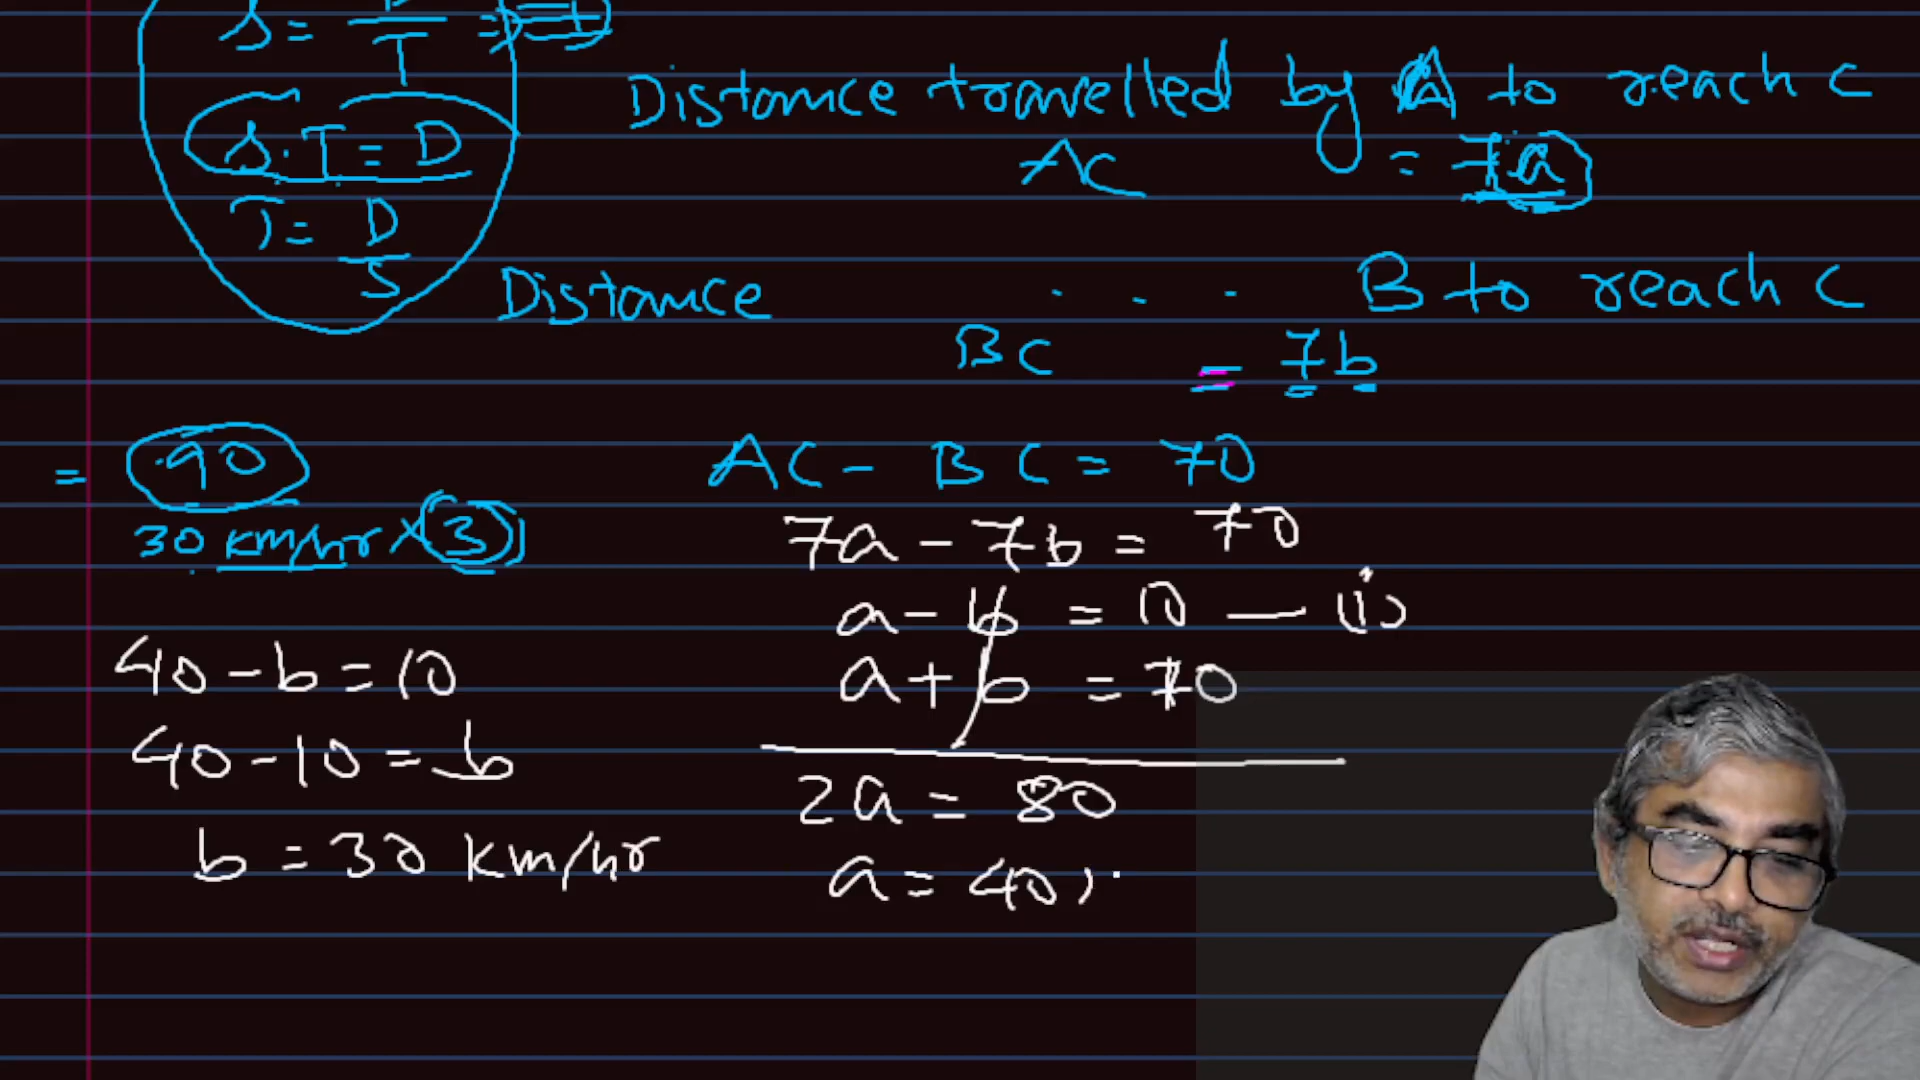 S = D/T =
S.T = D
T = D/S
Distance travelled by A to reach C
AC = 7a
Distance . - - B to reach C
BC = 7b
= 90
30 km/hr × 3
AC - BC = 70
7a - 7b = 70
a - b = 10 — (ii)
a + b = 70
2a = 80
a = 40,
40 - b = 10
40 - 10 = b
b = 30 km/hr